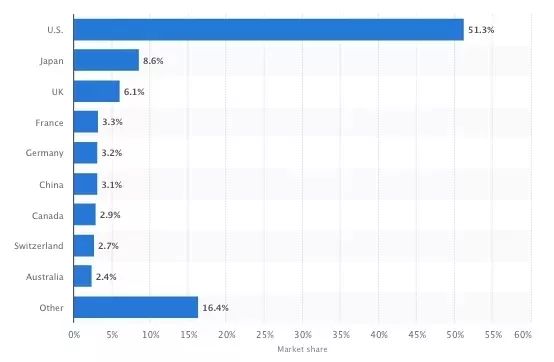 U.S. 51.3%
Japan 8.6%
UK 6.1%
France 3.3%
Germany 3.2%
China 3.1%
Canada 2.9%
Switzerland 2.7%
Australia 2.4%
Other 16.4%
0% 5% 10% 15% 20% 25% 30% 35% 40% 45% 50% 55% 60%
Market share